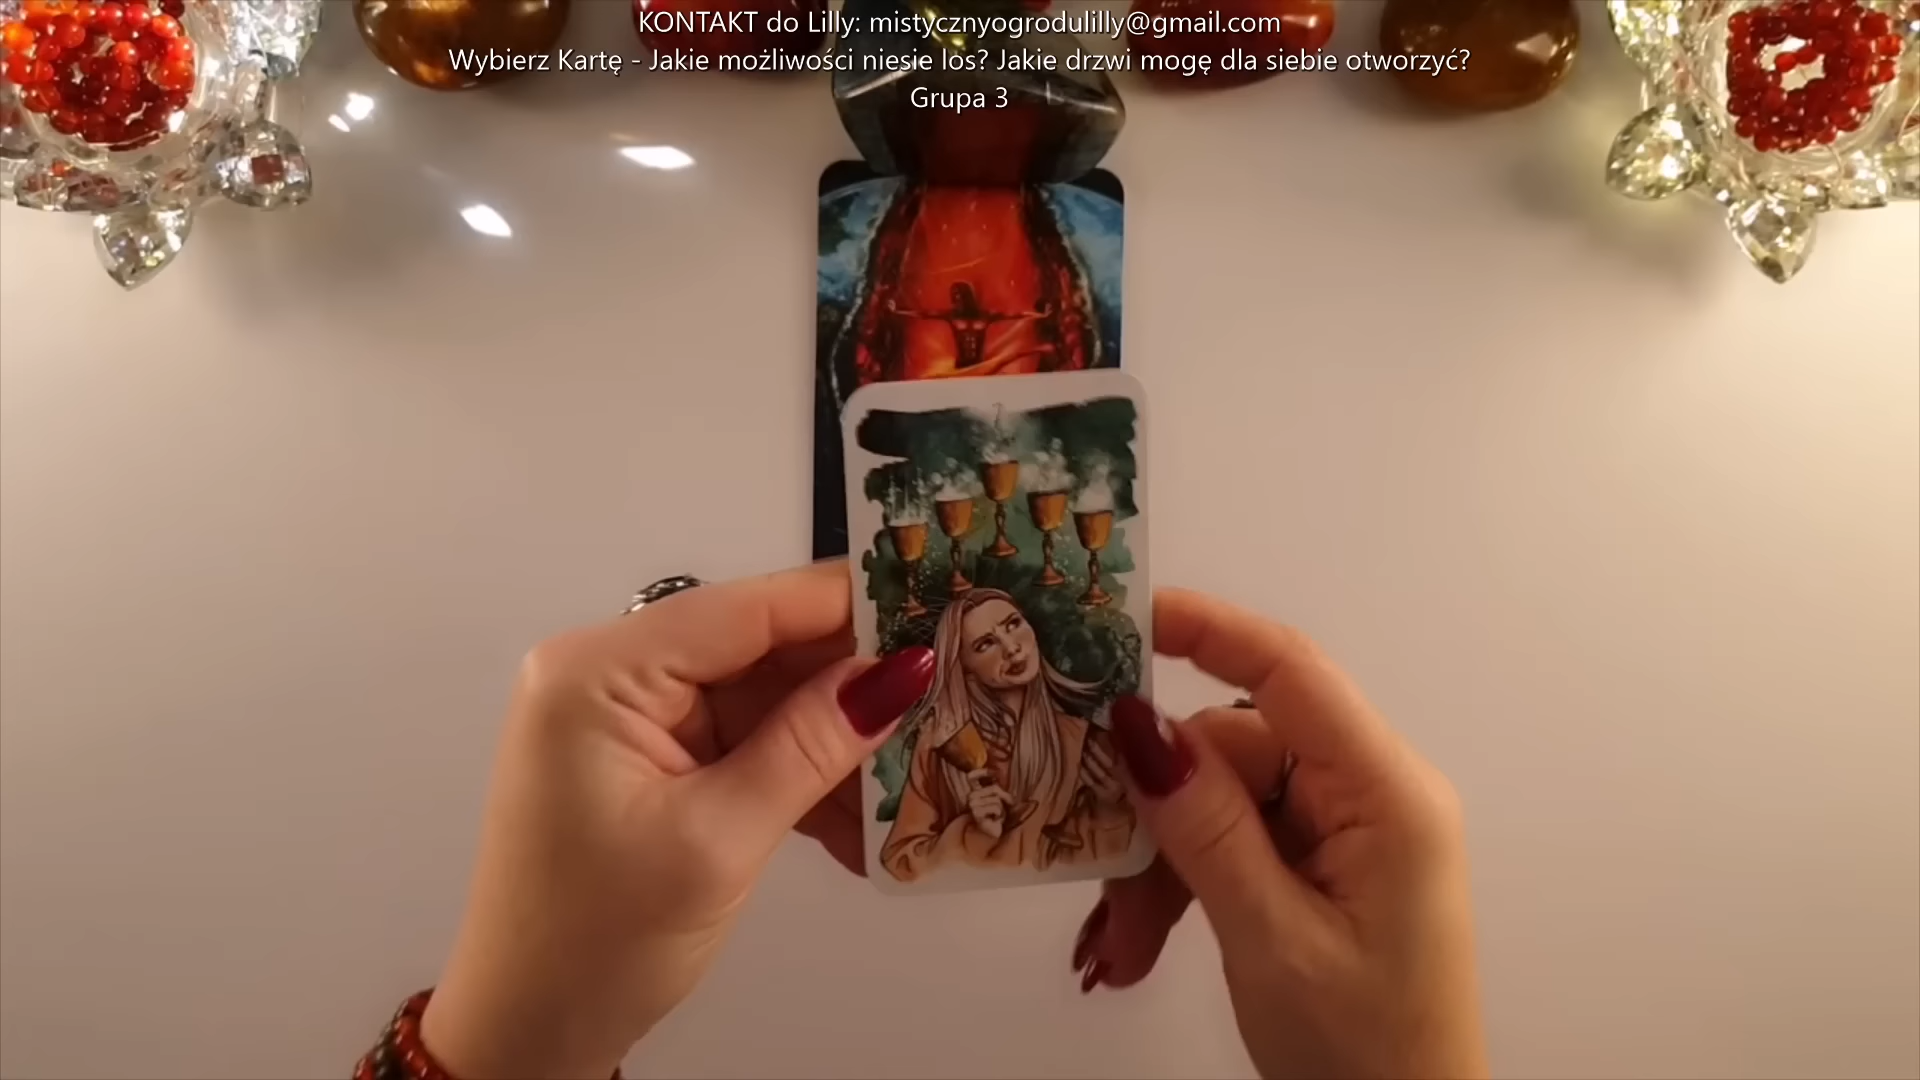 KONTAKT do Lilly: mistycznyogrodulilly@gmail.com
Wybierz Kartę - Jakie możliwości niesie los? Jakie drzwi mogę dla siebie otworzyć?
Grupa 3